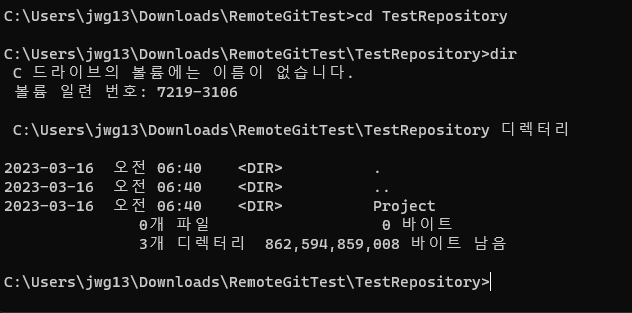 C:\Users\jwg13\Downloads\RemoteGitTest>cd TestRepository
C:\Users\jwg13\Downloads\RemoteGitTest\TestRepository>dir
C 드라이브의 볼륨에는 이름이 없습니다.
볼륨 일련 번호: 7219-3106
C:\Users\jwg13\Downloads\RemoteGitTest\TestRepository 디렉터리
2023-03-16 오전 06:40 <DIR> .
2023-03-16 오전 06:40 <DIR> ..
2023-03-16 오전 06:40 <DIR> Project
0개 파일 0 바이트
3개 디렉터리 862,594,859,008 바이트 남음
C:\Users\jwg13\Downloads\RemoteGitTest\TestRepository>